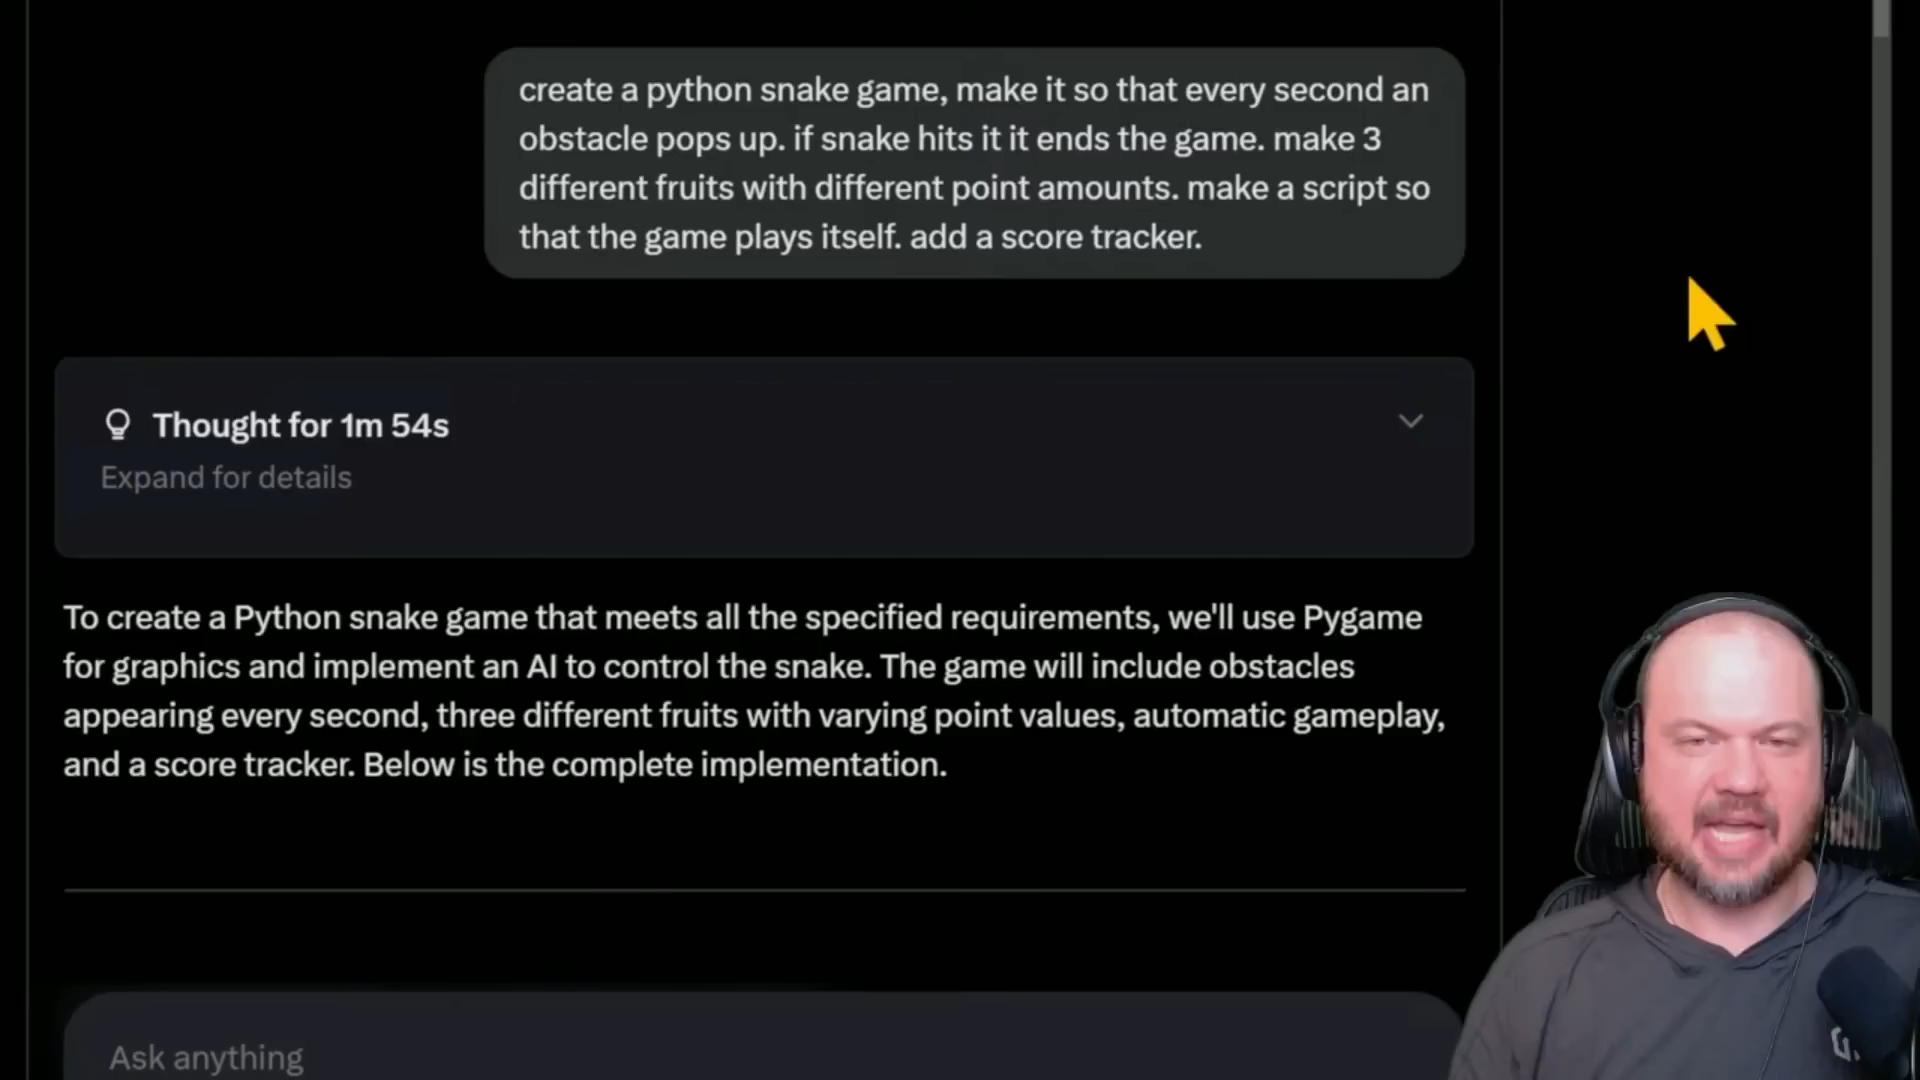 create a python snake game, make it so that every second an
obstacle pops up. if snake hits it it ends the game. make 3
different fruits with different point amounts. make a script so
that the game plays itself. add a score tracker.
Thought for 1m 54s
Expand for details
To create a Python snake game that meets all the specified requirements, we'll use Pygame
for graphics and implement an AI to control the snake. The game will include obstacles
appearing every second, three different fruits with varying point values, automatic gameplay,
and a score tracker. Below is the complete implementation.
Ask anything